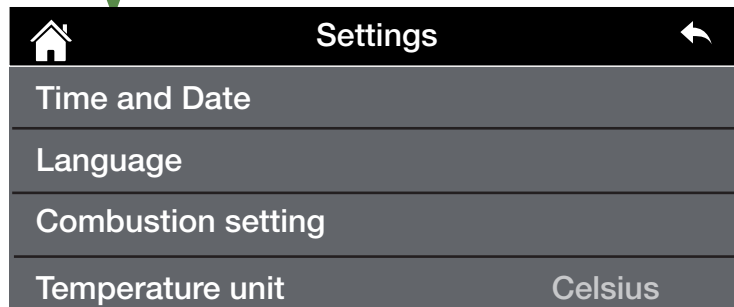 Settings
Time and Date
Language
Combustion setting
Temperature unit Celsius